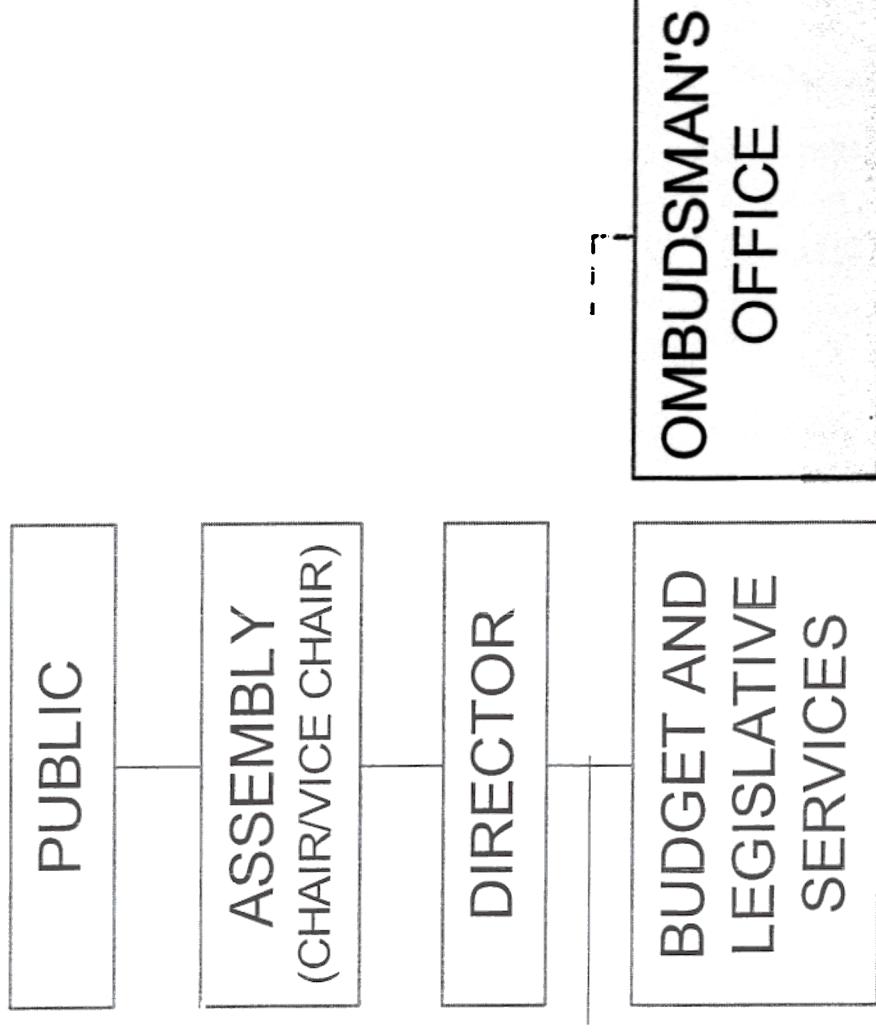 PUBLIC
ASSEMBLY
(CHAIR/VICE CHAIR)
DIRECTOR
BUDGET AND
LEGISLATIVE
SERVICES
OMBUDSMAN'S
OFFICE